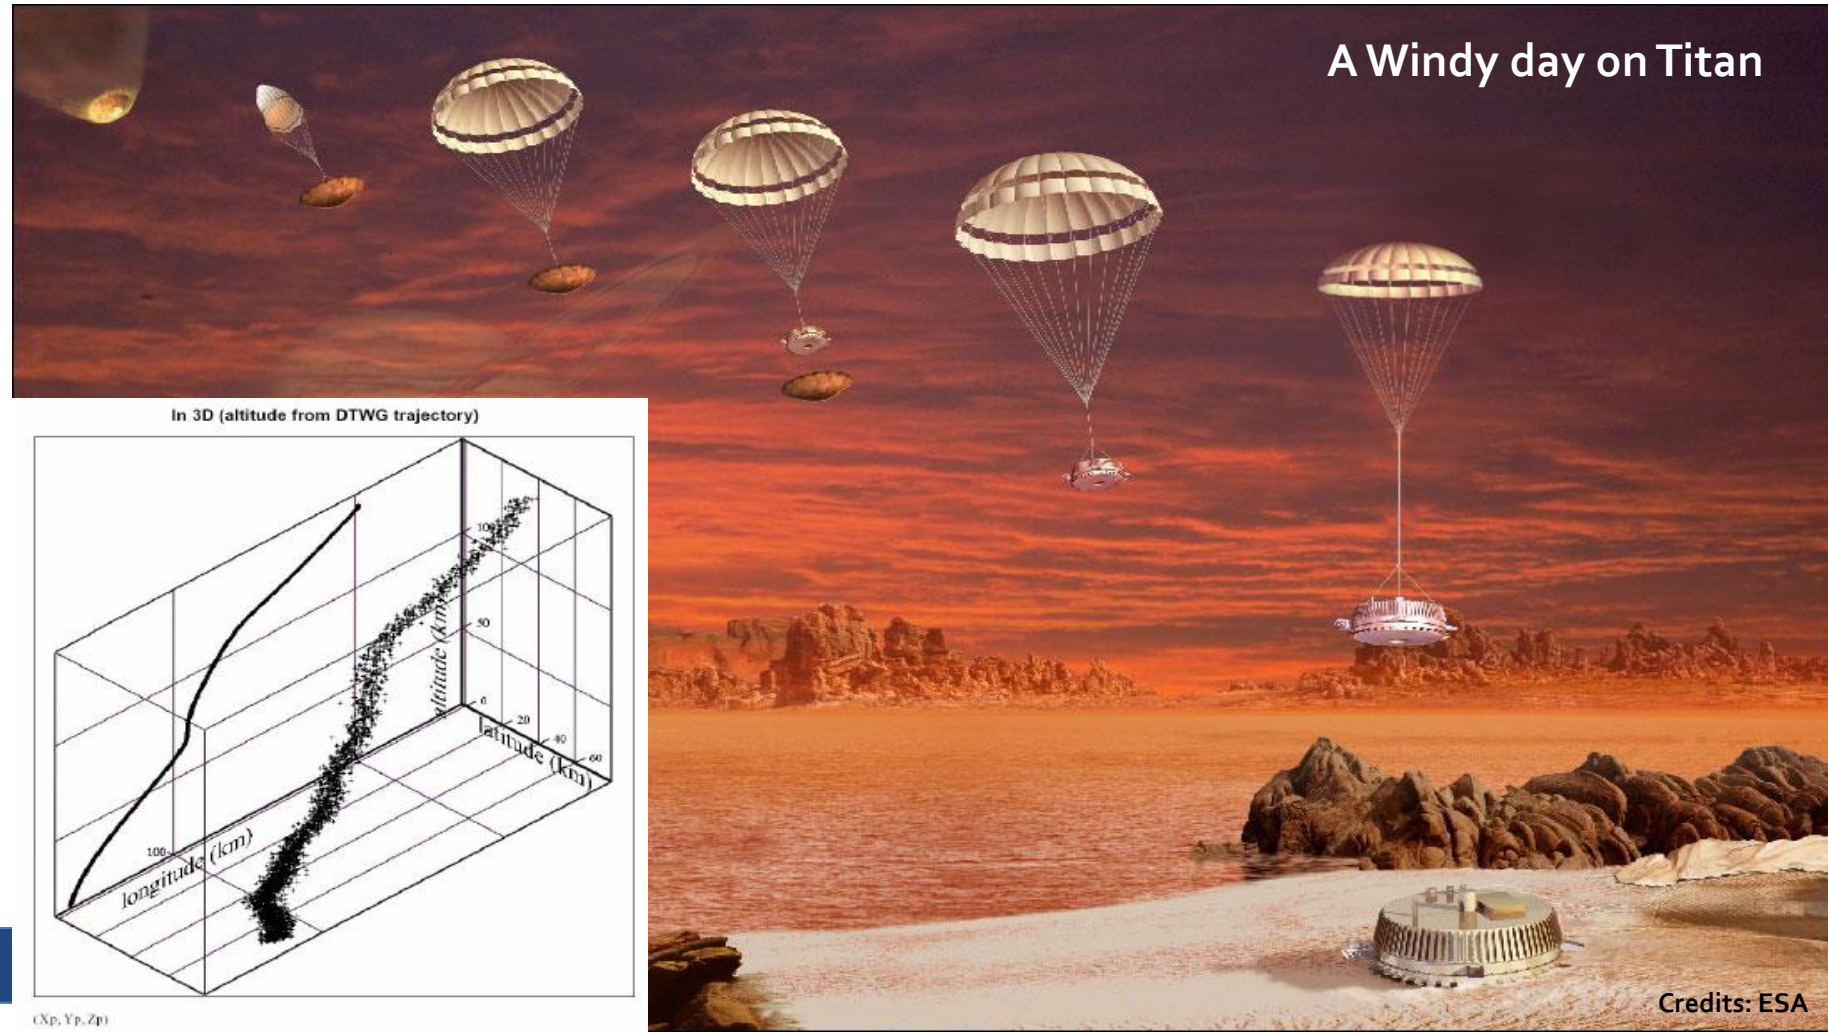 A Windy day on Titan
In 3D (altitude from DTWG trajectory)
100
altitude (km)
50
0
20
latitude (km)
40
60
100
longitude (km)
(Xp, Yp, Zp)
Credits: ESA